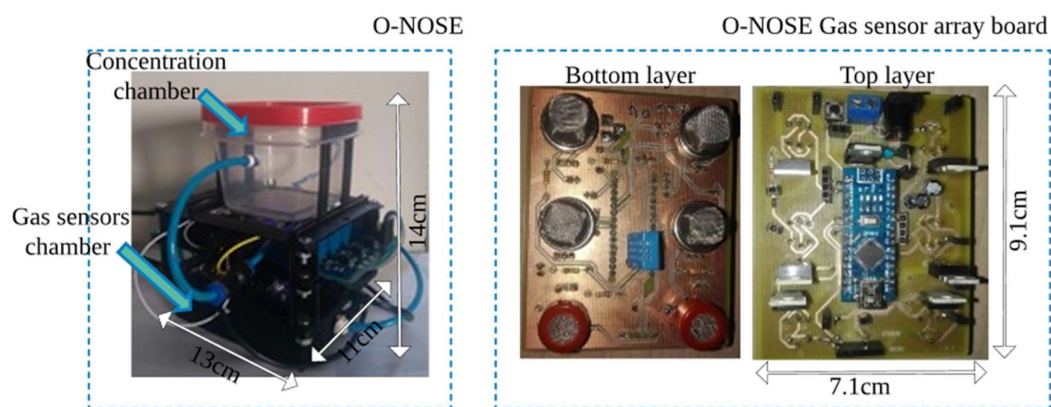 O-NOSE
O-NOSE Gas sensor array board
Concentration
chamber
Bottom layer
Top layer
Gas sensors
chamber
14cm
9.1cm
11cm
13cm
7.1cm